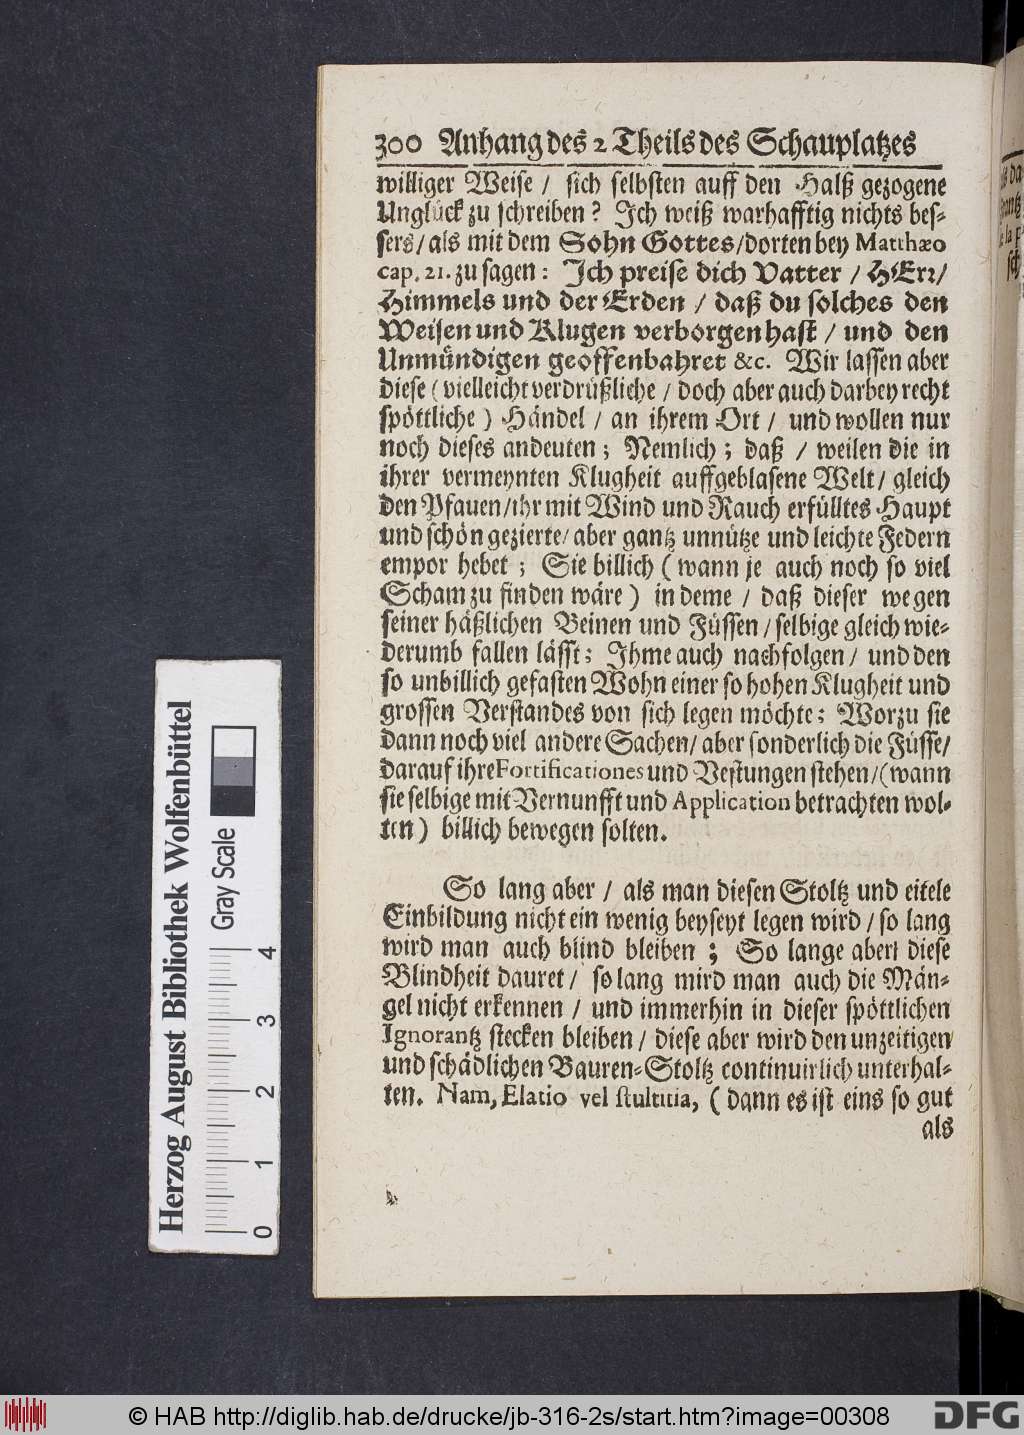 300 Anhang des 2 Theils des Schauplatzes
williger Weise / sich selbsten auff den Halß gezogene
Unglück zu schreiben? Ich weiß warhafftig nichts bes-
sers / als mit dem Sohn Gottes / dorten bey Matthæo
cap. 21. zu sagen: Ich preise dich Vatter / HErr /
Himmels und der Erden / daß du solches den
Weisen und Klugen verborgen hast / und den
Unmündigen geoffenbahret &c. Wir lassen aber
diese (vielleicht verdrüßliche / doch aber auch darbey recht
spöttliche) Händel / an ihrem Ort / und wollen nur
noch dieses andeuten; Nemlich; daß / weilen die in
ihrer vermeynten Klugheit auffgeblasene Welt / gleich
den Pfauen / ihr mit Wind und Rauch erfülltes Haupt
und schön gezierte / aber gantz unnütze und leichte Federn
empor hebet; Sie billich (wann je auch noch so viel
Scham zu finden wäre) in deme / daß dieser wegen
seiner häßlichen Beinen und Füssen / selbige gleich wie-
derumb fallen lässt; Ihme auch nachfolgen / und den
so unbillich gefasten Wohn einer so hohen Klugheit und
grossen Verstandes von sich legen möchte; Worzu sie
dann noch viel andere Sachen / aber sonderlich die Füsse /
darauf ihre Fortificationes und Vestungen stehen / (wann
sie selbige mit Vernunfft und Application betrachten wol-
ten) billich bewegen solten.
So lang aber / als man diesen Stoltz und eitele
Einbildung nicht ein wenig beyseyt legen wird / so lang
wird man auch blind bleiben; So lange aber diese
Blindheit dauret / so lang mird man auch die Män-
gel nicht erkennen / und immerhin in dieser spöttlichen
Ignorantz stecken bleiben / diese aber wird den unzeitigen
und schädlichen Bauren-Stoltz continuirlich unterhal-
ten. Nam, Elatio vel stultitia, (dann es ist eins so gut
als
Herzog August Bibliothek Wolfenbüttel
Gray Scale
0 1 2 3 4
© HAB http://diglib.hab.de/drucke/jb-316-2s/start.htm?image=00308
DFG